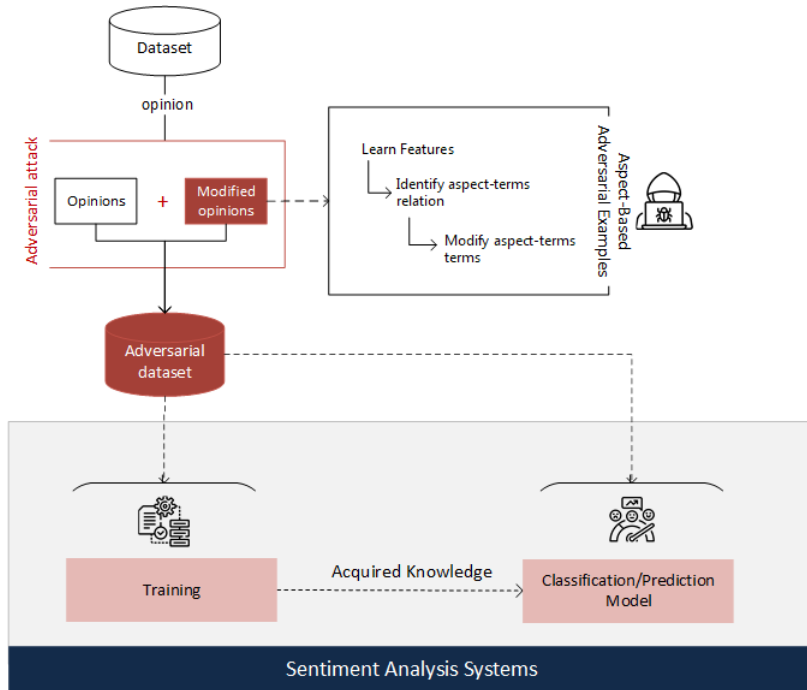 Dataset
opinion
Adversarial attack
Opinions
+
Modified
opinions
Learn Features
Identify aspect-terms
relation
Modify aspect-terms
terms
Aspect-Based
Adversarial Examples
Adversarial
dataset
Training
Acquired Knowledge
Classification/Prediction
Model
Sentiment Analysis Systems